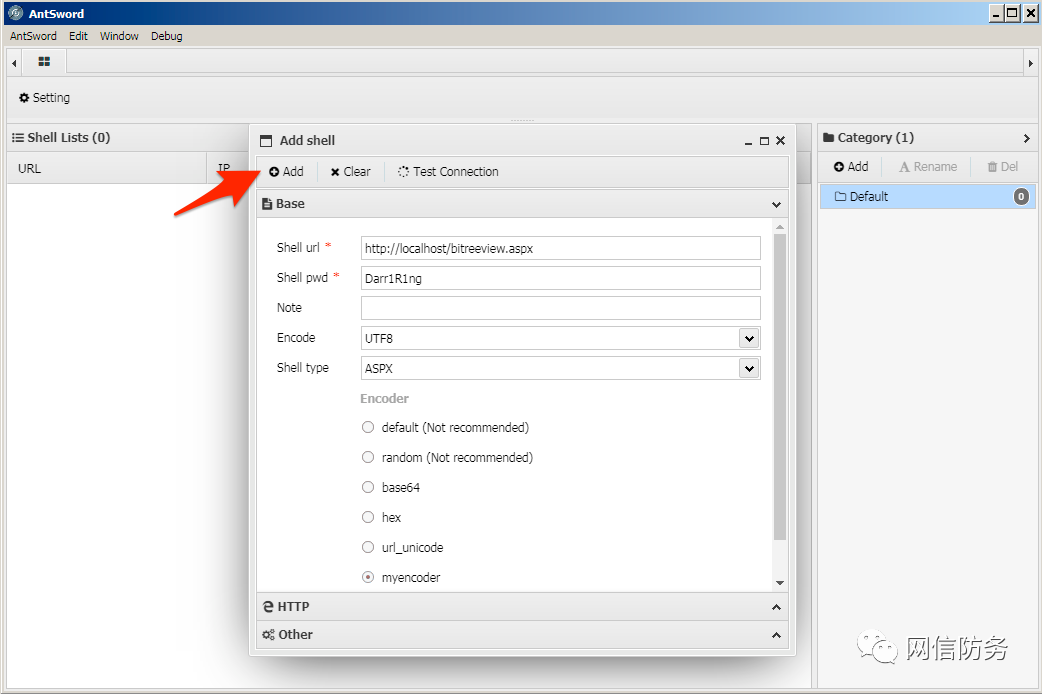 AntSword
AntSword Edit Window Debug
Setting
Shell Lists (0)
URL
IP
Add shell
Add Clear Test Connection
Base
Shell url *
http://localhost/bitreeview.aspx
Shell pwd *
Darr1R1ng
Note
Encode
UTF8
Shell type
ASPX
Encoder
default (Not recommended)
random (Not recommended)
base64
hex
url_unicode
myencoder
HTTP
Other
Category (1)
Add Rename Del
Default 0
网信防务